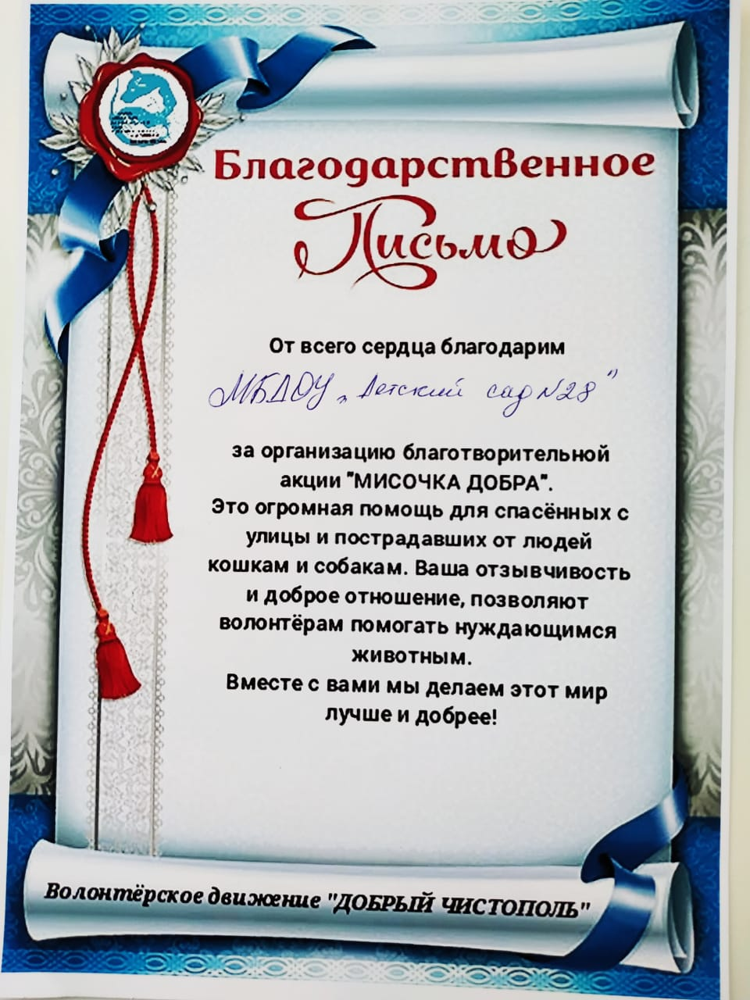 Благодарственное
Письмо
От всего сердца благодарим
МБДОУ „Детский сад №28"
за организацию благотворительной
акции "МИСОЧКА ДОБРА".
Это огромная помощь для спасённых с
улицы и пострадавших от людей
кошкам и собакам. Ваша отзывчивость
и доброе отношение, позволяют
волонтёрам помогать нуждающимся
животным.
Вместе с вами мы делаем этот мир
лучше и добрее!
Волонтёрское движение "ДОБРЫЙ ЧИСТОПОЛЬ"